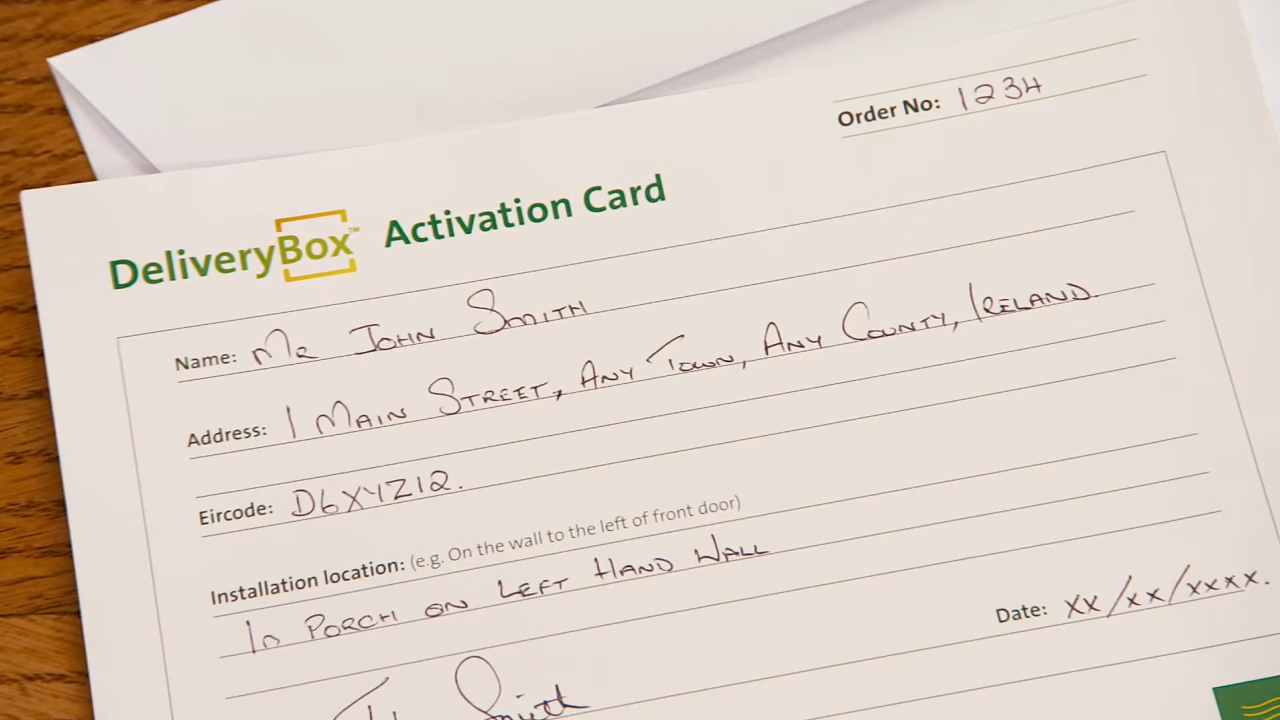 Order No: 1234
DeliveryBox™ Activation Card
Name: Mr John Smith
Address: 1 Main Street, Any Town, Any County, Ireland.
Eircode: D6XYZ12.
Installation location: (e.g. On the wall to the left of front door)
In Porch on Left Hand Wall
Date: xx/xx/xxxx.
Smith